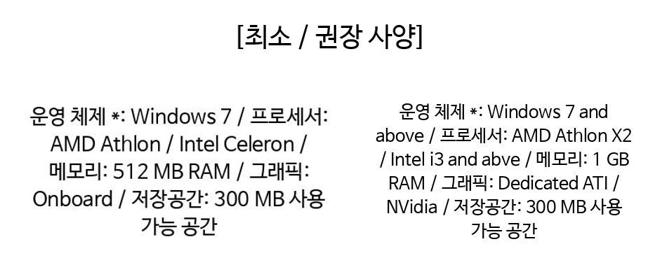 [최소 / 권장 사양]
운영 체제 *: Windows 7 / 프로세서:
AMD Athlon / Intel Celeron /
메모리: 512 MB RAM / 그래픽:
Onboard / 저장공간: 300 MB 사용
가능 공간
운영 체제 *: Windows 7 and
above / 프로세서: AMD Athlon X2
/ Intel i3 and abve / 메모리: 1 GB
RAM / 그래픽: Dedicated ATI /
NVidia / 저장공간: 300 MB 사용
가능 공간